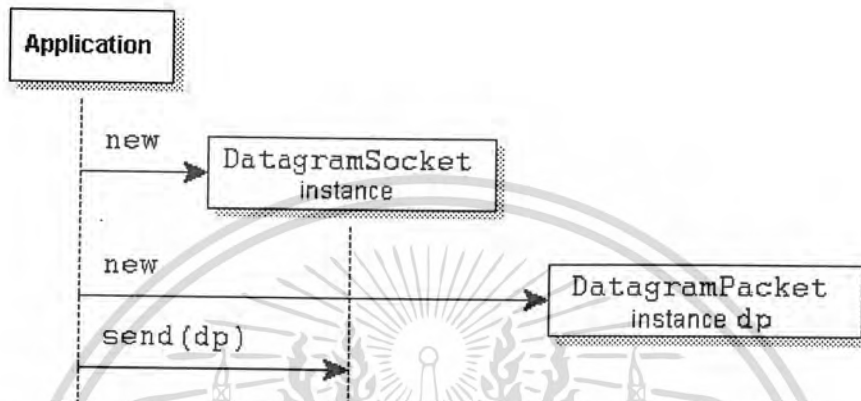 Application
new
DatagramSocket
instance
new
DatagramPacket
instance dp
send(dp)